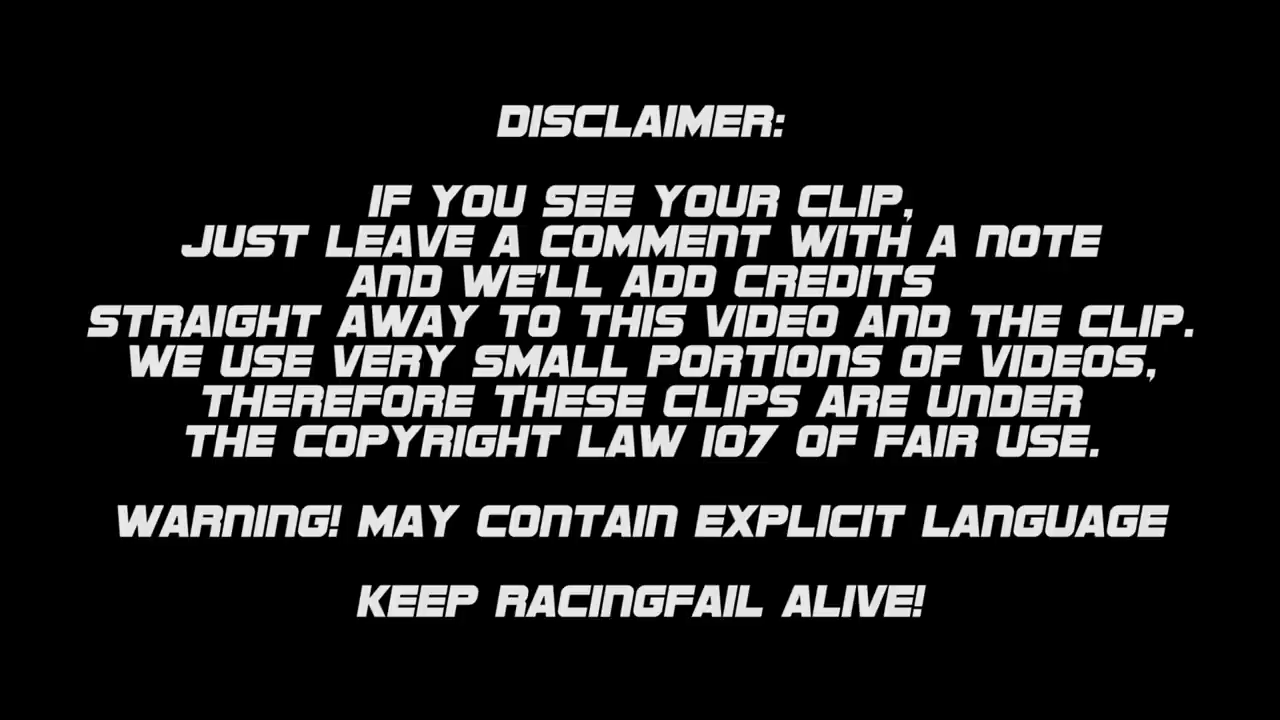 DISCLAIMER:
IF YOU SEE YOUR CLIP,
JUST LEAVE A COMMENT WITH A NOTE
AND WE'LL ADD CREDITS
STRAIGHT AWAY TO THIS VIDEO AND THE CLIP.
WE USE VERY SMALL PORTIONS OF VIDEOS,
THEREFORE THESE CLIPS ARE UNDER
THE COPYRIGHT LAW 107 OF FAIR USE.
WARNING! MAY CONTAIN EXPLICIT LANGUAGE
KEEP RACINGFAIL ALIVE!